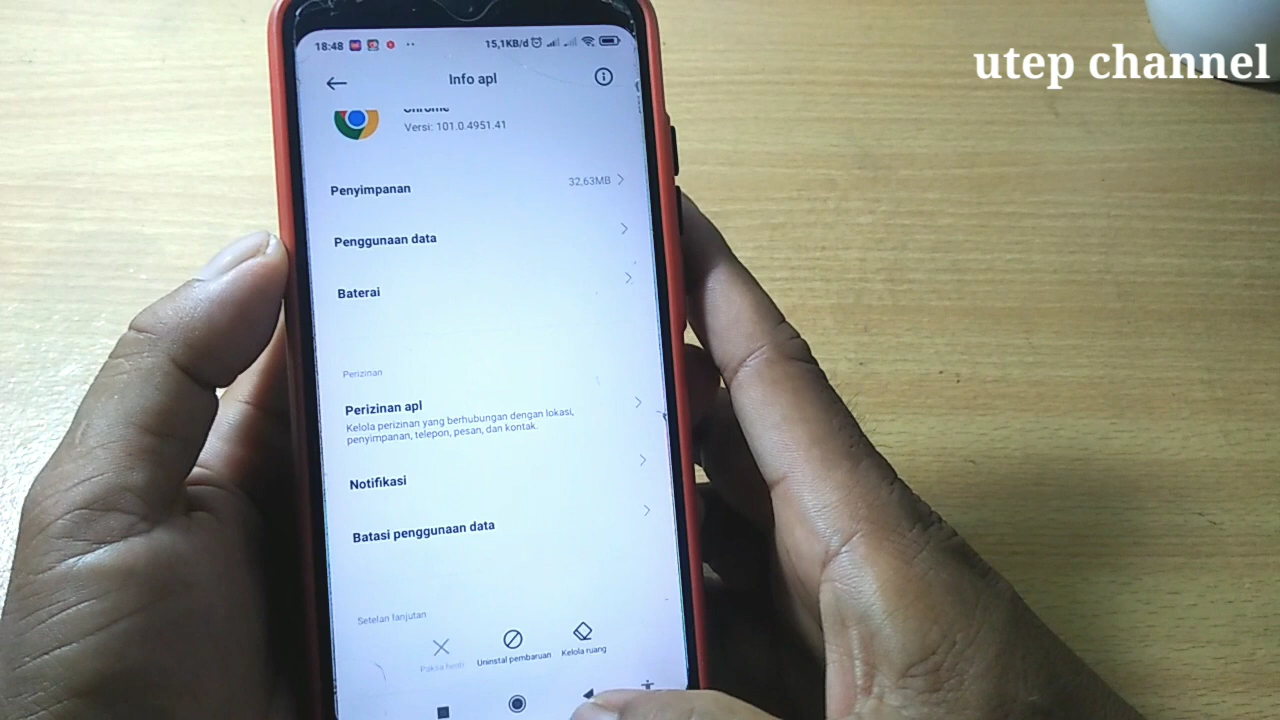 utep channel
18:48
15,1KB/d
Info apl
Chrome
Versi: 101.0.4951.41
Penyimpanan
32,63MB
Penggunaan data
Baterai
Perizinan
Perizinan apl
Kelola perizinan yang berhubungan dengan lokasi,
penyimpanan, telepon, pesan, dan kontak.
Notifikasi
Batasi penggunaan data
Setelan lanjutan
Paksa henti
Uninstal pembaruan
Kelola ruang